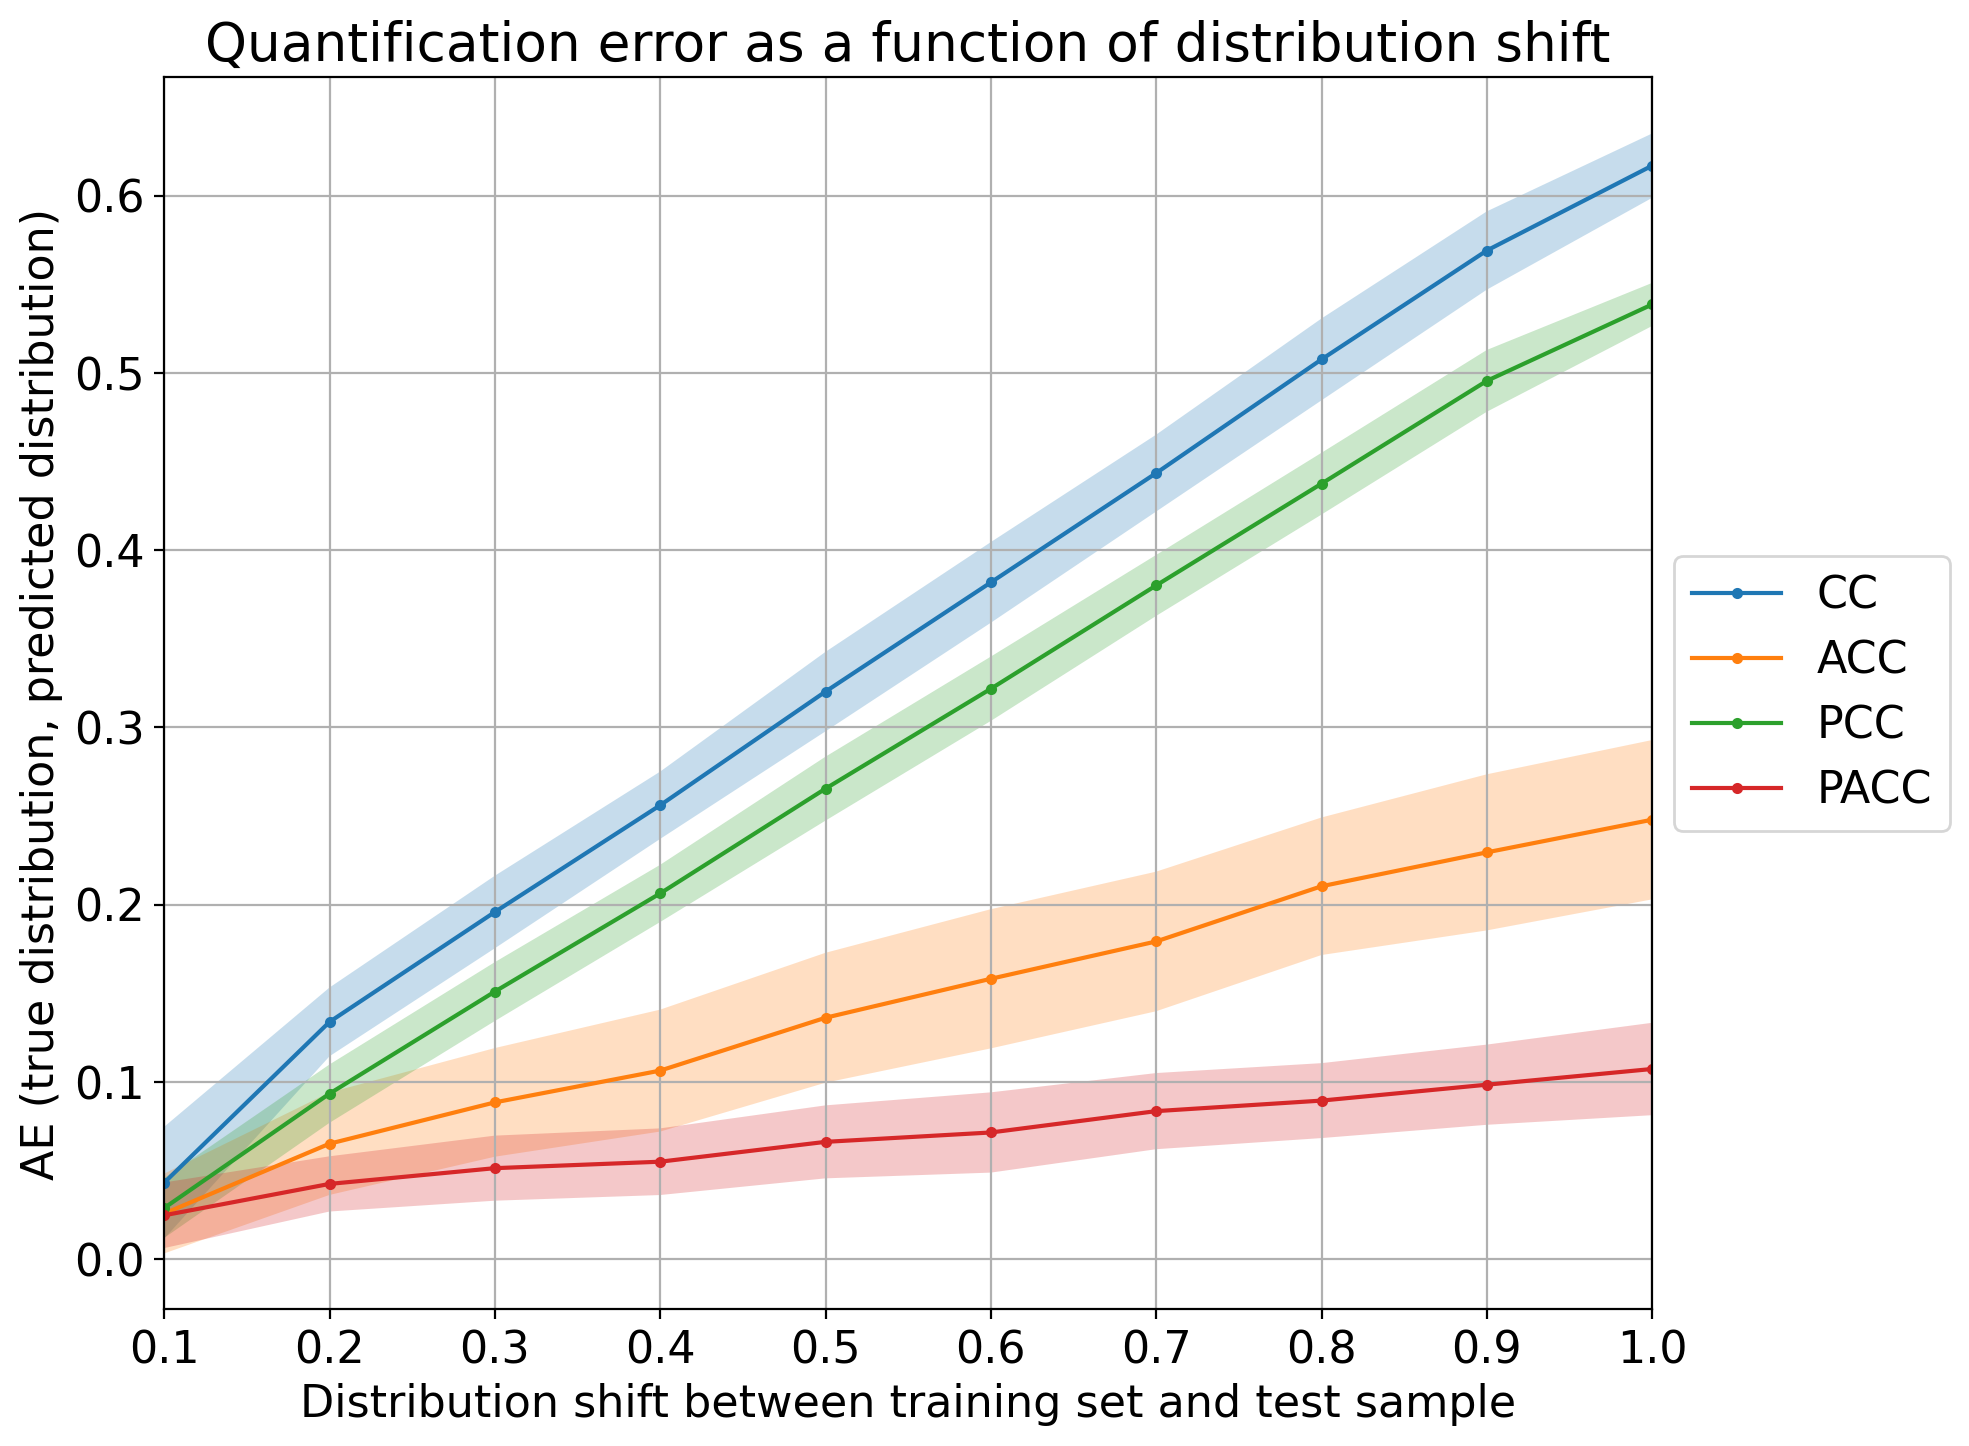 Quantification error as a function of distribution shift
AE (true distribution, predicted distribution)
0.6
0.5
0.4
0.3
0.2
0.1
0.0
0.1 0.2 0.3 0.4 0.5 0.6 0.7 0.8 0.9 1.0
Distribution shift between training set and test sample
CC
ACC
PCC
PACC